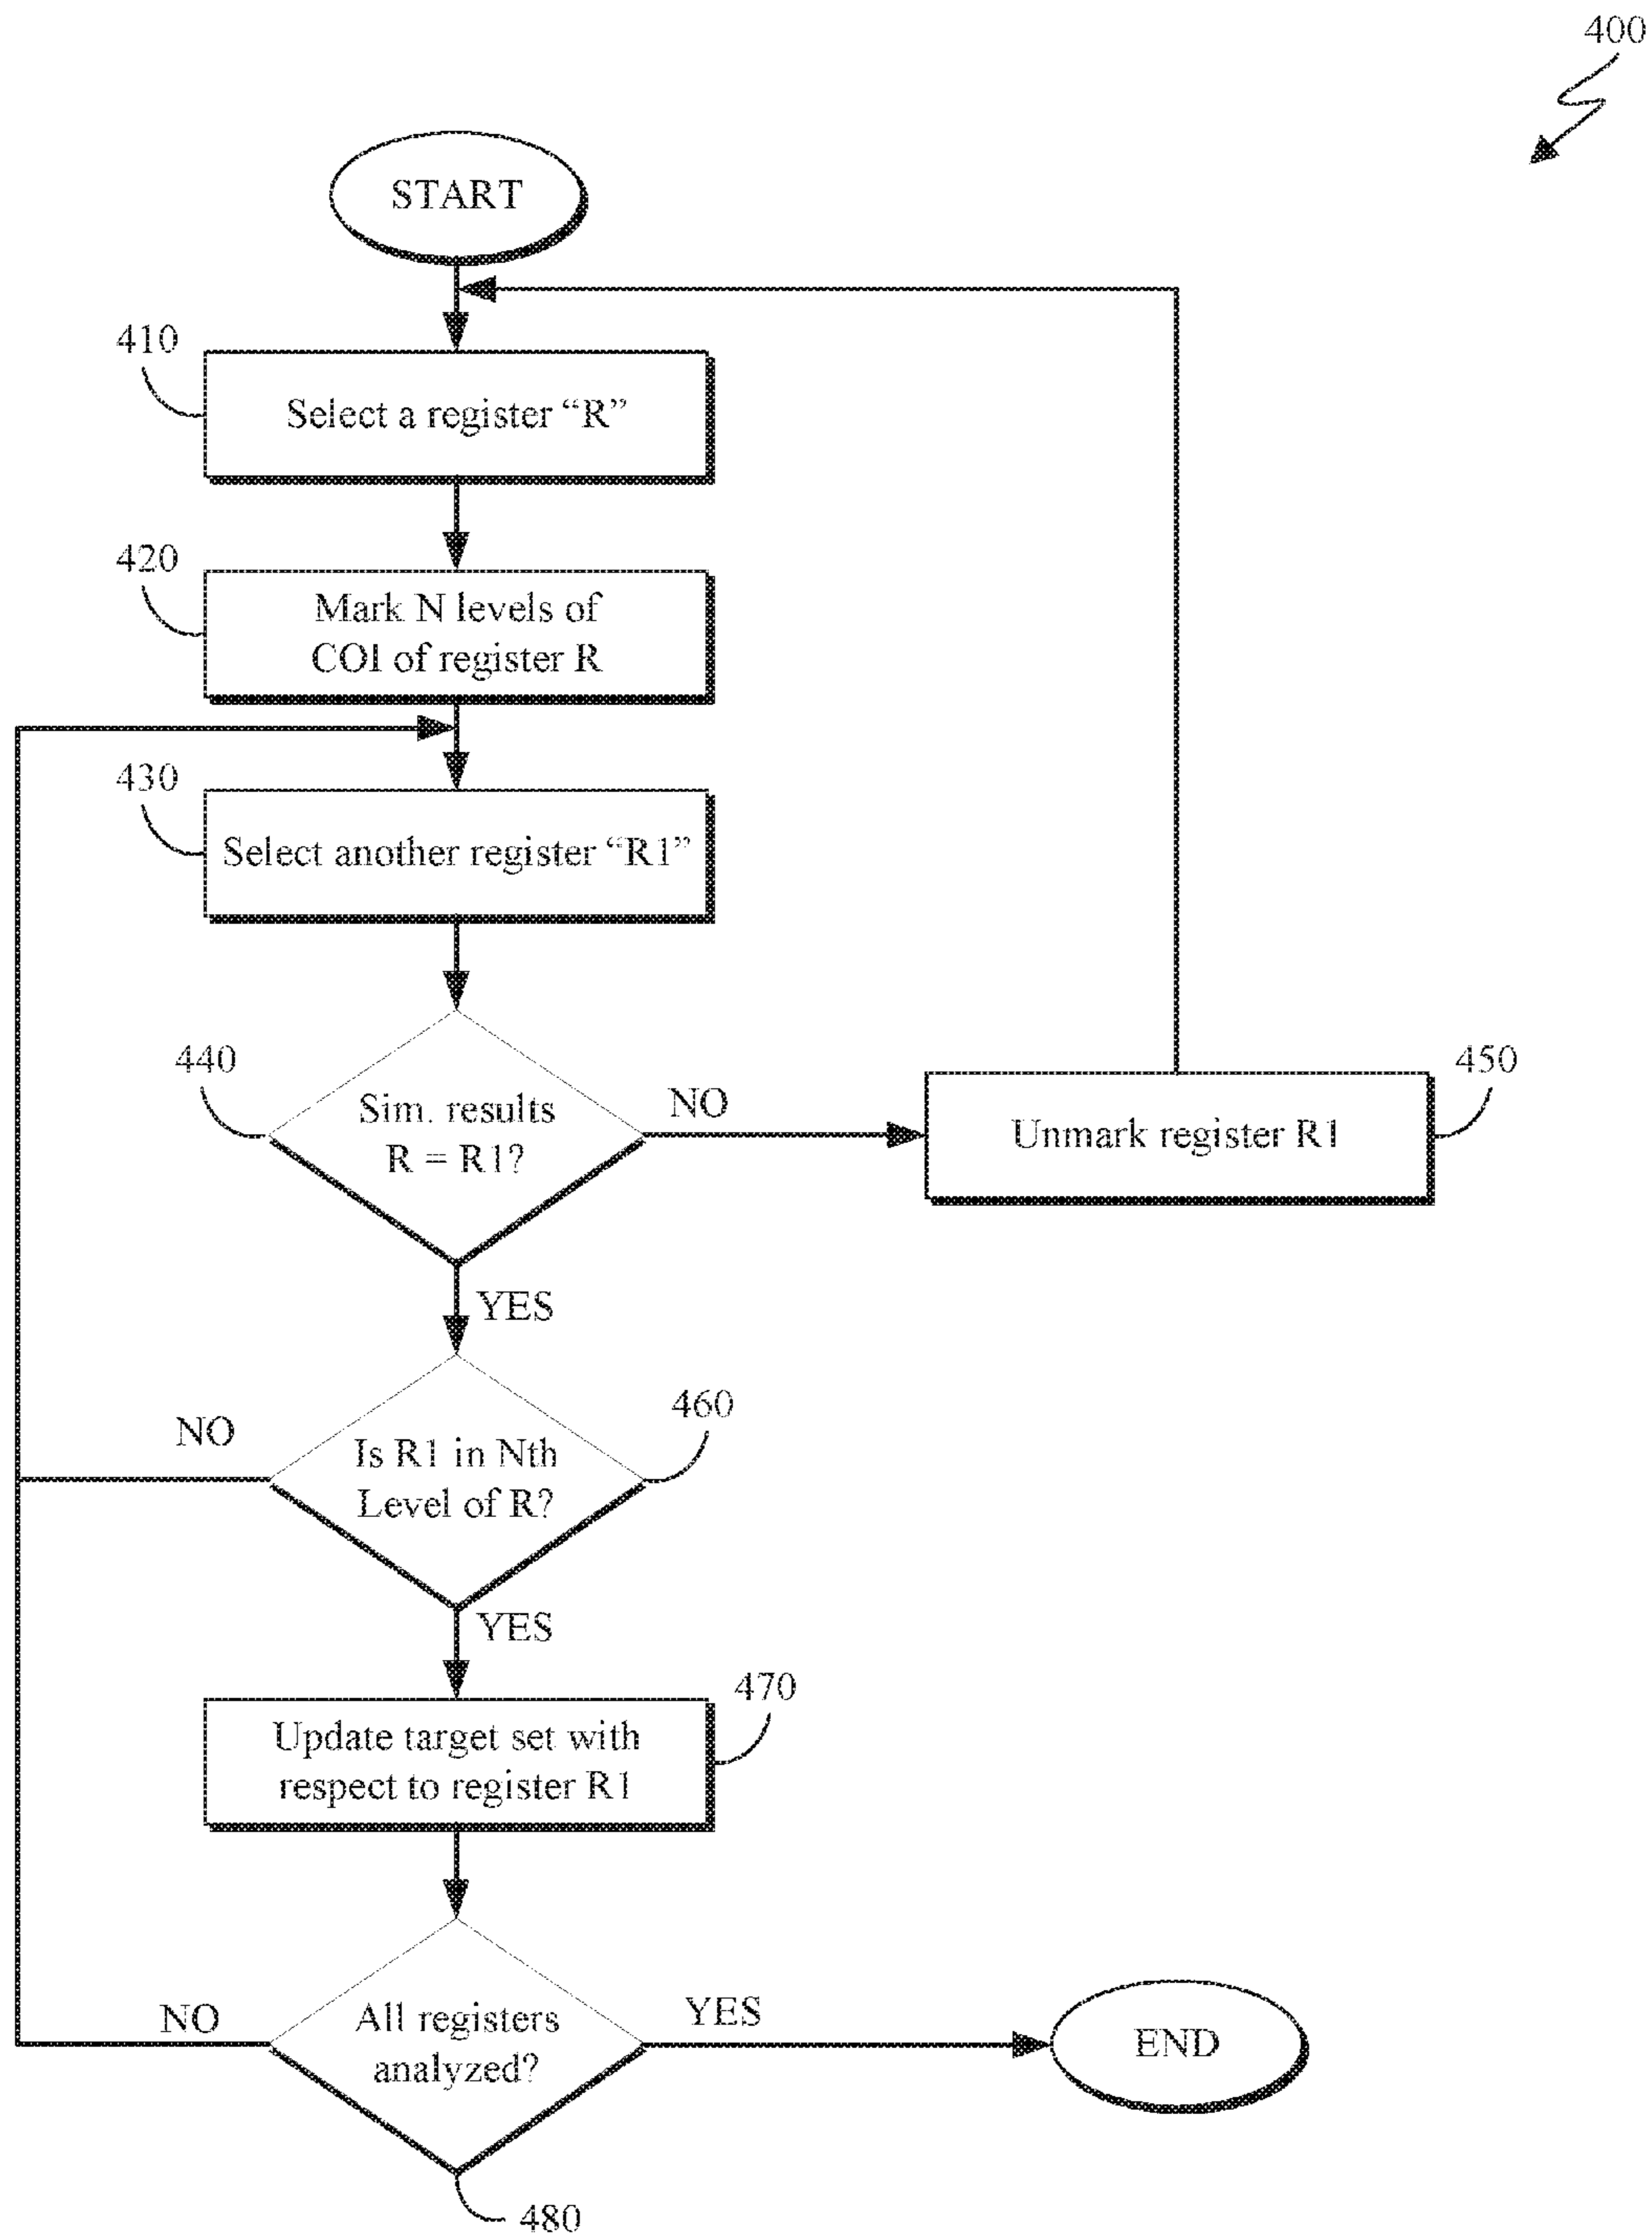 400
START
410
Select a register “R”
420
Mark N levels of
COI of register R
430
Select another register “R1”
440
Sim. results
R = R1?
NO
450
Unmark register R1
YES
460
NO
Is R1 in Nth
Level of R?
YES
470
Update target set with
respect to register R1
NO
All registers
analyzed?
YES
END
480